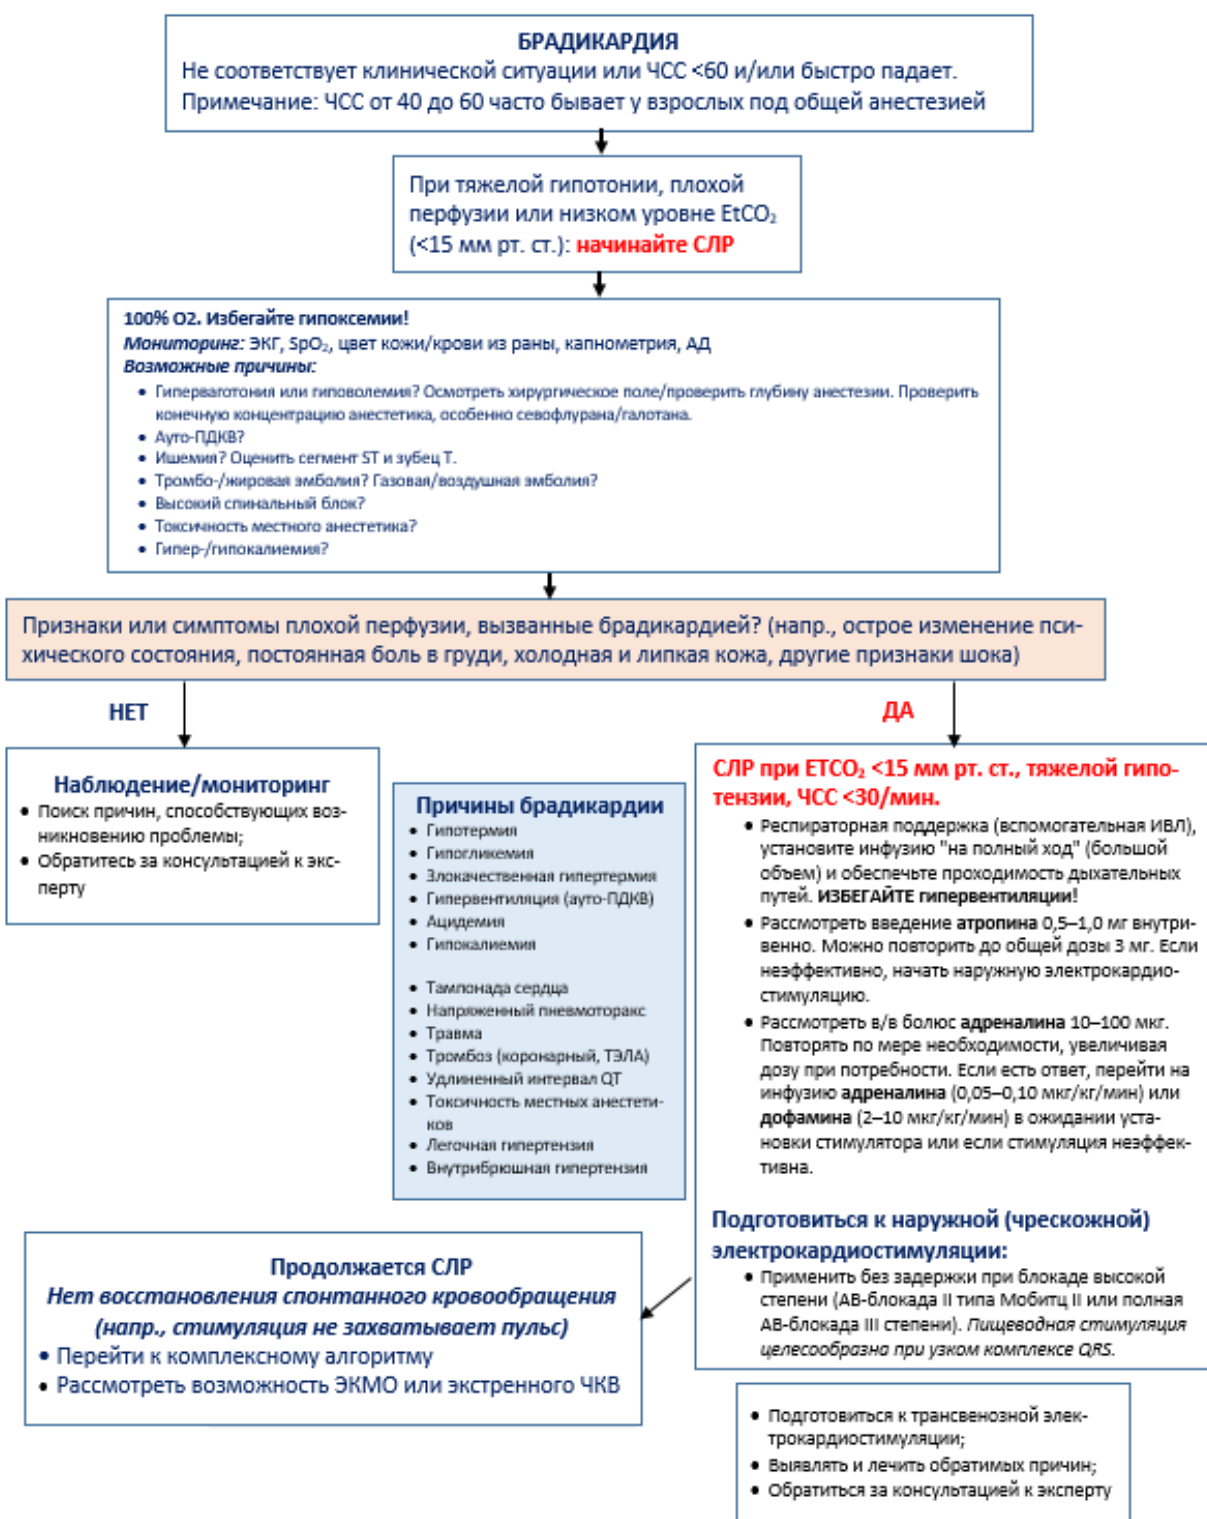 БРАДИКАРДИЯ
Не соответствует клинической ситуации или ЧСС <60 и/или быстро падает.
Примечание: ЧСС от 40 до 60 часто бывает у взрослых под общей анестезией
При тяжелой гипотонии, плохой
перфузии или низком уровне EtCO₂
(<15 мм рт. ст.): начинайте СЛР
100% O2. Избегайте гипоксемии!
Мониторинг: ЭКГ, SpO₂, цвет кожи/крови из раны, капнометрия, АД
Возможные причины:
• Гиперваготония или гиповолемия? Осмотреть хирургическое поле/проверить глубину анестезии. Проверить
конечную концентрацию анестетика, особенно севофлурана/галотана.
• Ауто-ПДКВ?
• Ишемия? Оценить сегмент ST и зубец T.
• Тромбо-/жировая эмболия? Газовая/воздушная эмболия?
• Высокий спинальный блок?
• Токсичность местного анестетика?
• Гипер-/гипокалиемия?
Признаки или симптомы плохой перфузии, вызванные брадикардией? (напр., острое изменение пси-
хического состояния, постоянная боль в груди, холодная и липкая кожа, другие признаки шока)
НЕТ
ДА
Наблюдение/мониторинг
• Поиск причин, способствующих воз-
никновению проблемы;
• Обратитесь за консультацией к экс-
перту
Причины брадикардии
• Гипотермия
• Гипогликемия
• Злокачественная гипертермия
• Гипервентиляция (ауто-ПДКВ)
• Ацидемия
• Гипокалиемия
• Тампонада сердца
• Напряженный пневмоторакс
• Травма
• Тромбоз (коронарный, ТЭЛА)
• Удлиненный интервал QT
• Токсичность местных анестети-
ков
• Легочная гипертензия
• Внутрибрюшная гипертензия
СЛР при ETCO₂ <15 мм рт. ст., тяжелой гипо-
тензии, ЧСС <30/мин.
• Респираторная поддержка (вспомогательная ИВЛ),
установите инфузию "на полный ход" (большой
объем) и обеспечьте проходимость дыхательных
путей. ИЗБЕГАЙТЕ гипервентиляции!
• Рассмотреть введение атропина 0,5–1,0 мг внутри-
венно. Можно повторить до общей дозы 3 мг. Если
неэффективно, начать наружную электрокардио-
стимуляцию.
• Рассмотреть в/в болюс адреналина 10–100 мкг.
Повторять по мере необходимости, увеличивая
дозу при потребности. Если есть ответ, перейти на
инфузию адреналина (0,05–0,10 мкг/кг/мин) или
дофамина (2–10 мкг/кг/мин) в ожидании уста-
новки стимулятора или если стимуляция неэффек-
тивна.
Подготовиться к наружной (чрескожной)
электрокардиостимуляции:
• Применить без задержки при блокаде высокой
степени (АВ-блокада II типа Мобитц II или полная
АВ-блокада III степени). Пищеводная стимуляция
целесообразна при узком комплексе QRS.
Продолжается СЛР
Нет восстановления спонтанного кровообращения
(напр., стимуляция не захватывает пульс)
• Перейти к комплексному алгоритму
• Рассмотреть возможность ЭКМО или экстренного ЧКВ
• Подготовиться к трансвенозной элек-
трокардиостимуляции;
• Выявлять и лечить обратимых причин;
• Обратиться за консультацией к эксперту